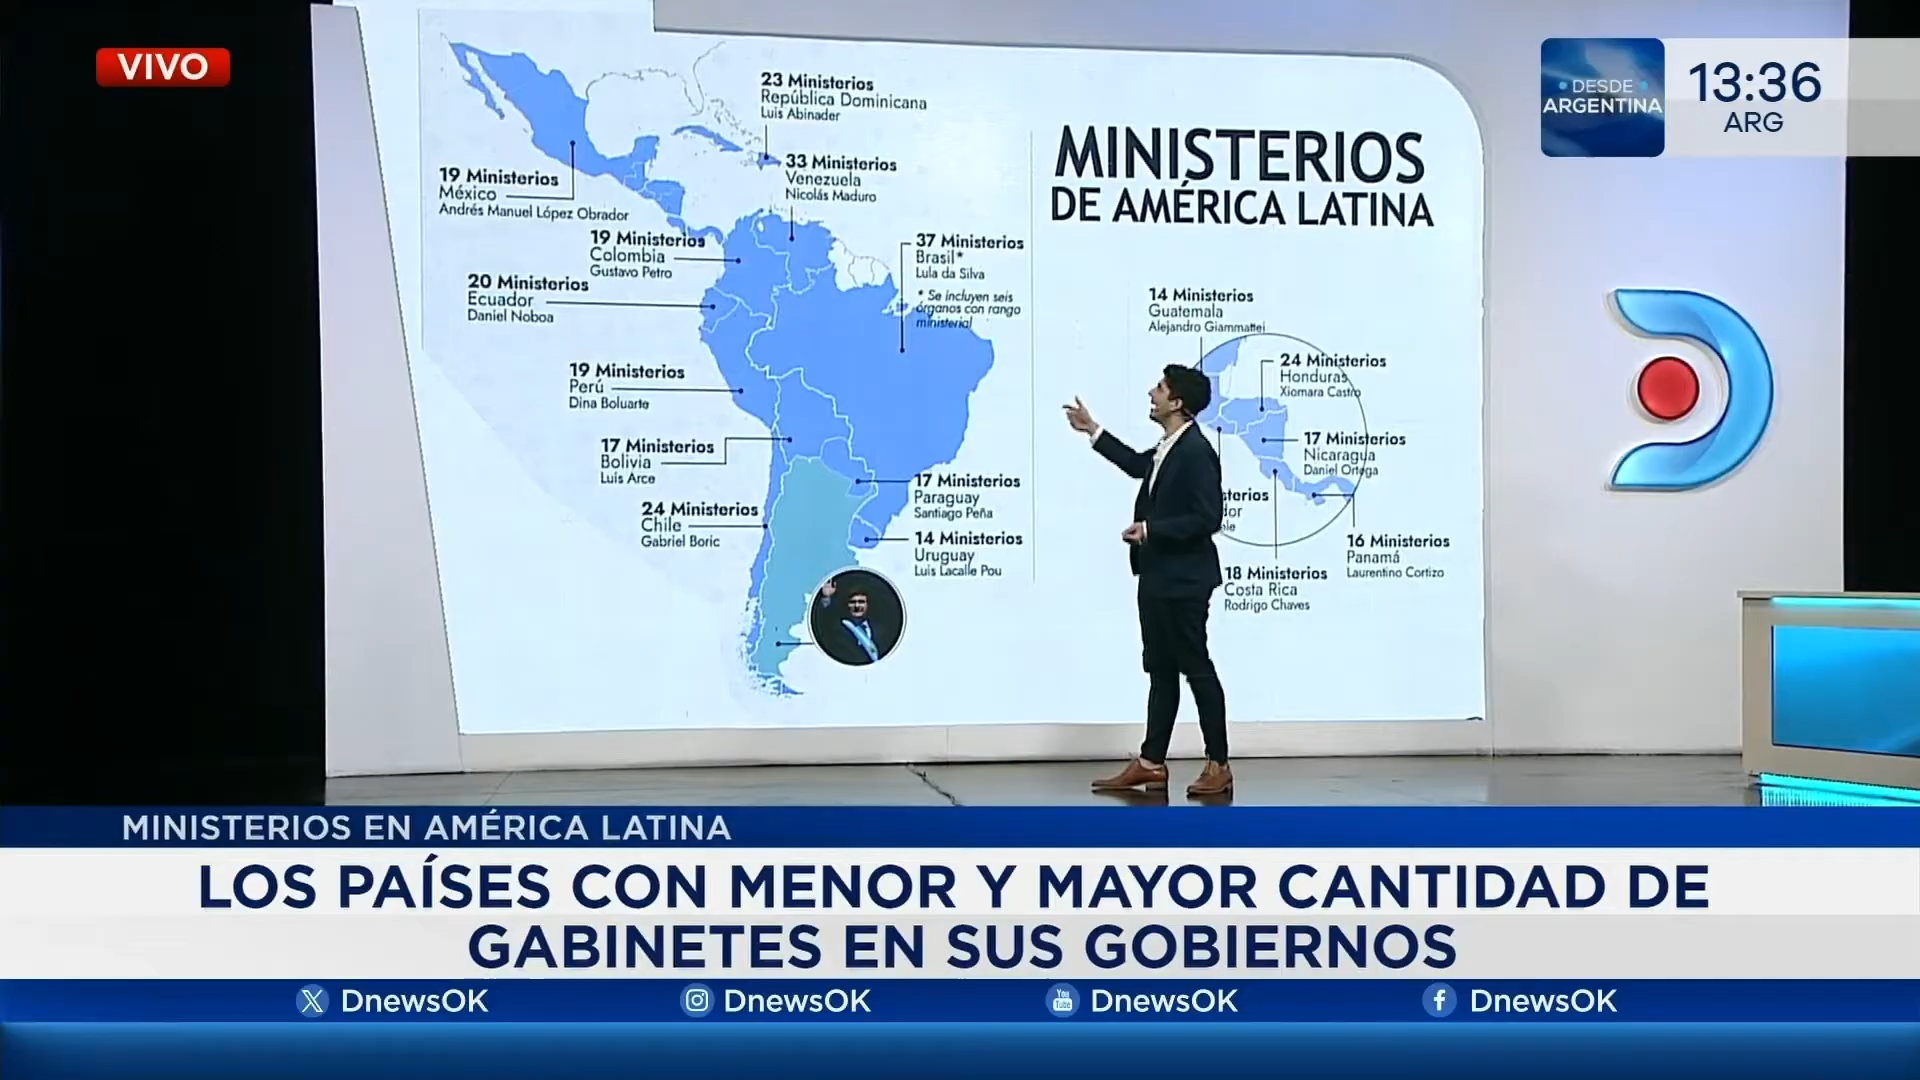 VIVO
DESDE
ARGENTINA
13:36
ARG
MINISTERIOS
DE AMÉRICA LATINA
23 Ministerios
República Dominicana
Luis Abinader
33 Ministerios
Venezuela
Nicolás Maduro
19 Ministerios
México
Andrés Manuel López Obrador
19 Ministerios
Colombia
Gustavo Petro
37 Ministerios
Brasil*
Lula da Silva
* Se incluyen seis
órganos con rango
ministerial
20 Ministerios
Ecuador
Daniel Noboa
19 Ministerios
Perú
Dina Boluarte
17 Ministerios
Bolivia
Luis Arce
24 Ministerios
Chile
Gabriel Boric
17 Ministerios
Paraguay
Santiago Peña
14 Ministerios
Uruguay
Luis Lacalle Pou
14 Ministerios
Guatemala
Alejandro Giammattei
24 Ministerios
Honduras
Xiomara Castro
17 Ministerios
Nicaragua
Daniel Ortega
16 Ministerios
Panamá
Laurentino Cortizo
18 Ministerios
Costa Rica
Rodrigo Chaves
MINISTERIOS EN AMÉRICA LATINA
LOS PAÍSES CON MENOR Y MAYOR CANTIDAD DE
GABINETES EN SUS GOBIERNOS
DnewsOK
DnewsOK
DnewsOK
DnewsOK